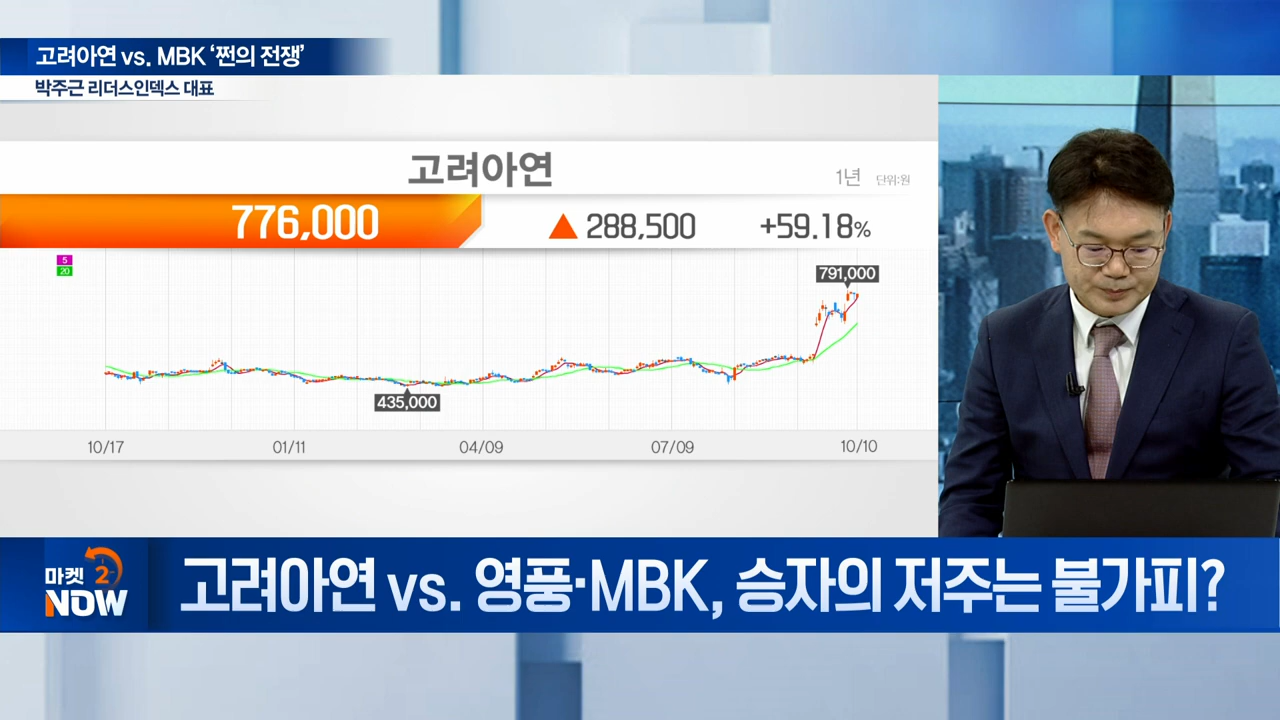 고려아연 vs. MBK ‘쩐의 전쟁’
박주근 리더스인덱스 대표
고려아연
1년 단위:원
776,000 ▲ 288,500 +59.18%
5
20
791,000
435,000
10/17 01/11 04/09 07/09 10/10
마켓 2
NOW
고려아연 vs. 영풍·MBK, 승자의 저주는 불가피?